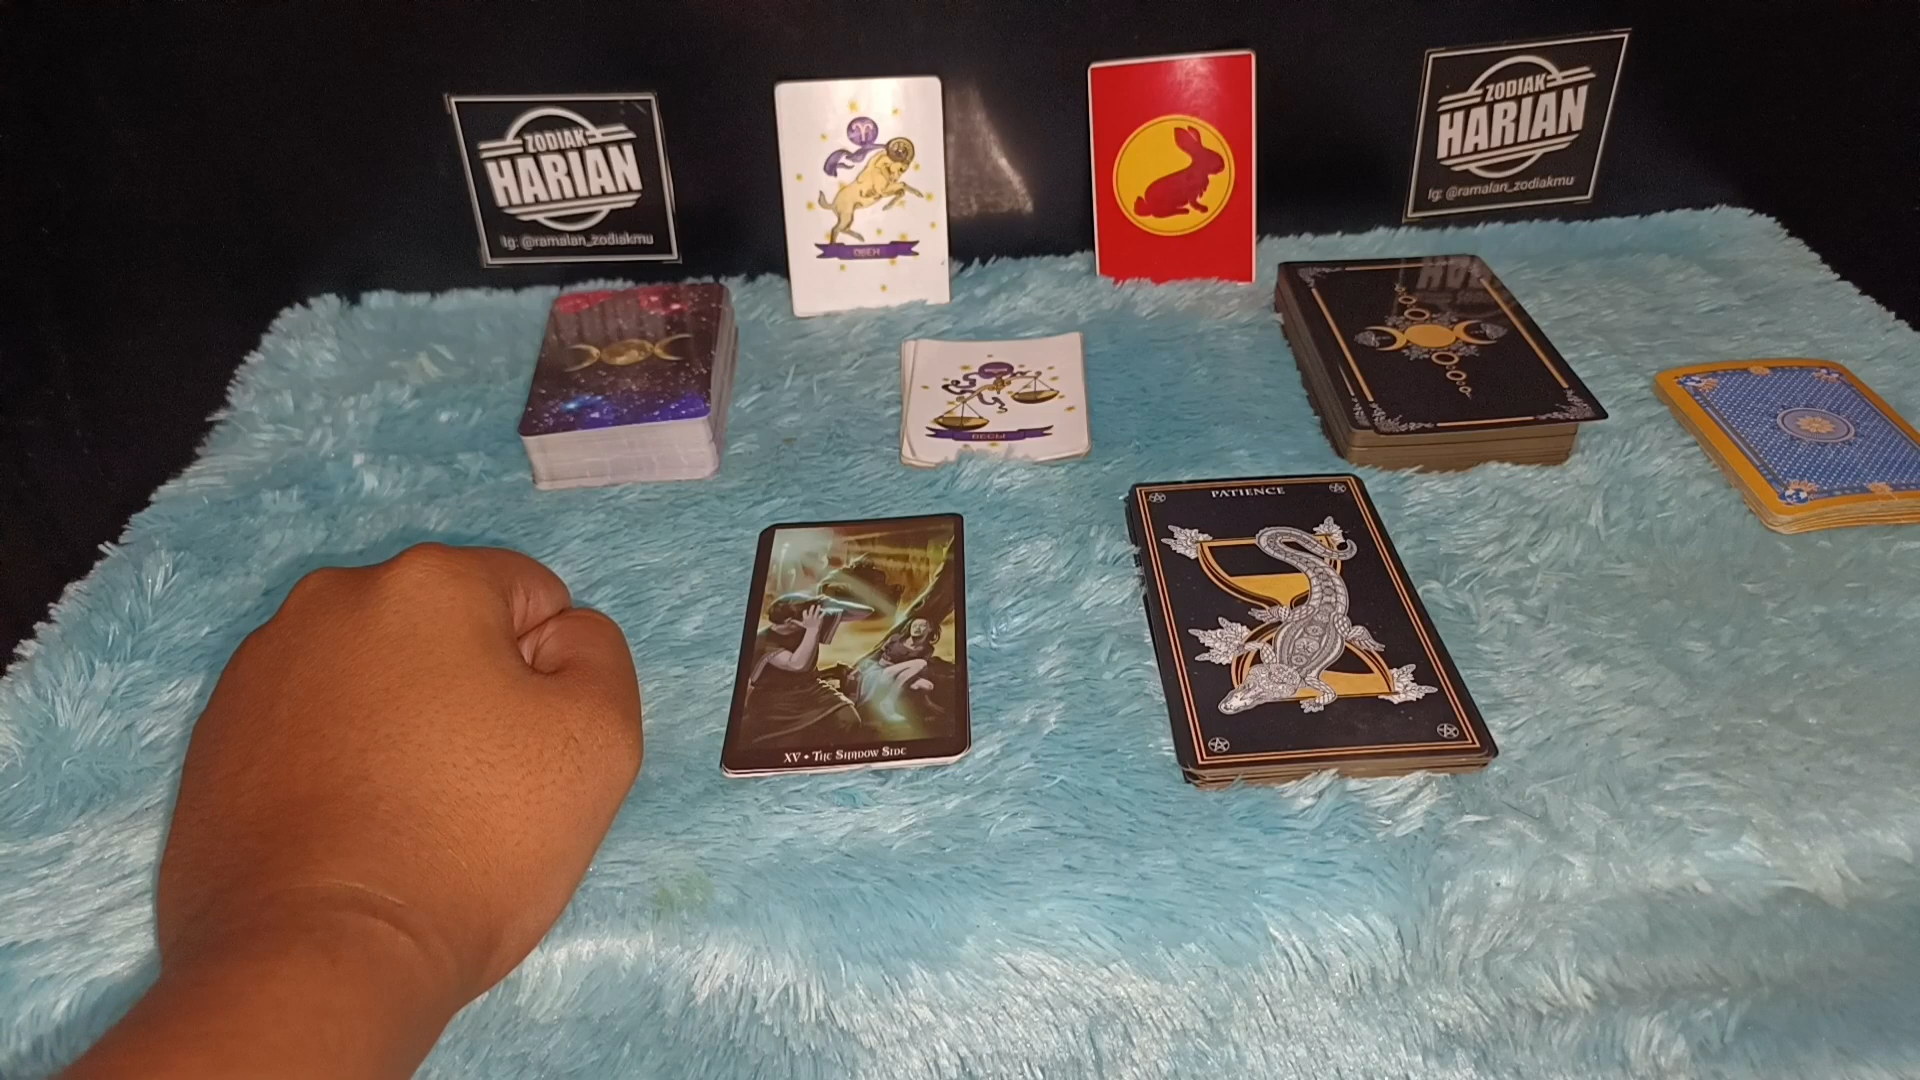 ZODIAK
HARIAN
Ig: @ramalan_zodiakmu
ОВЕН
ZODIAK
HARIAN
Ig: @ramalan_zodiakmu
ВЕСЫ
PATIENCE
XV • The Shadow Side